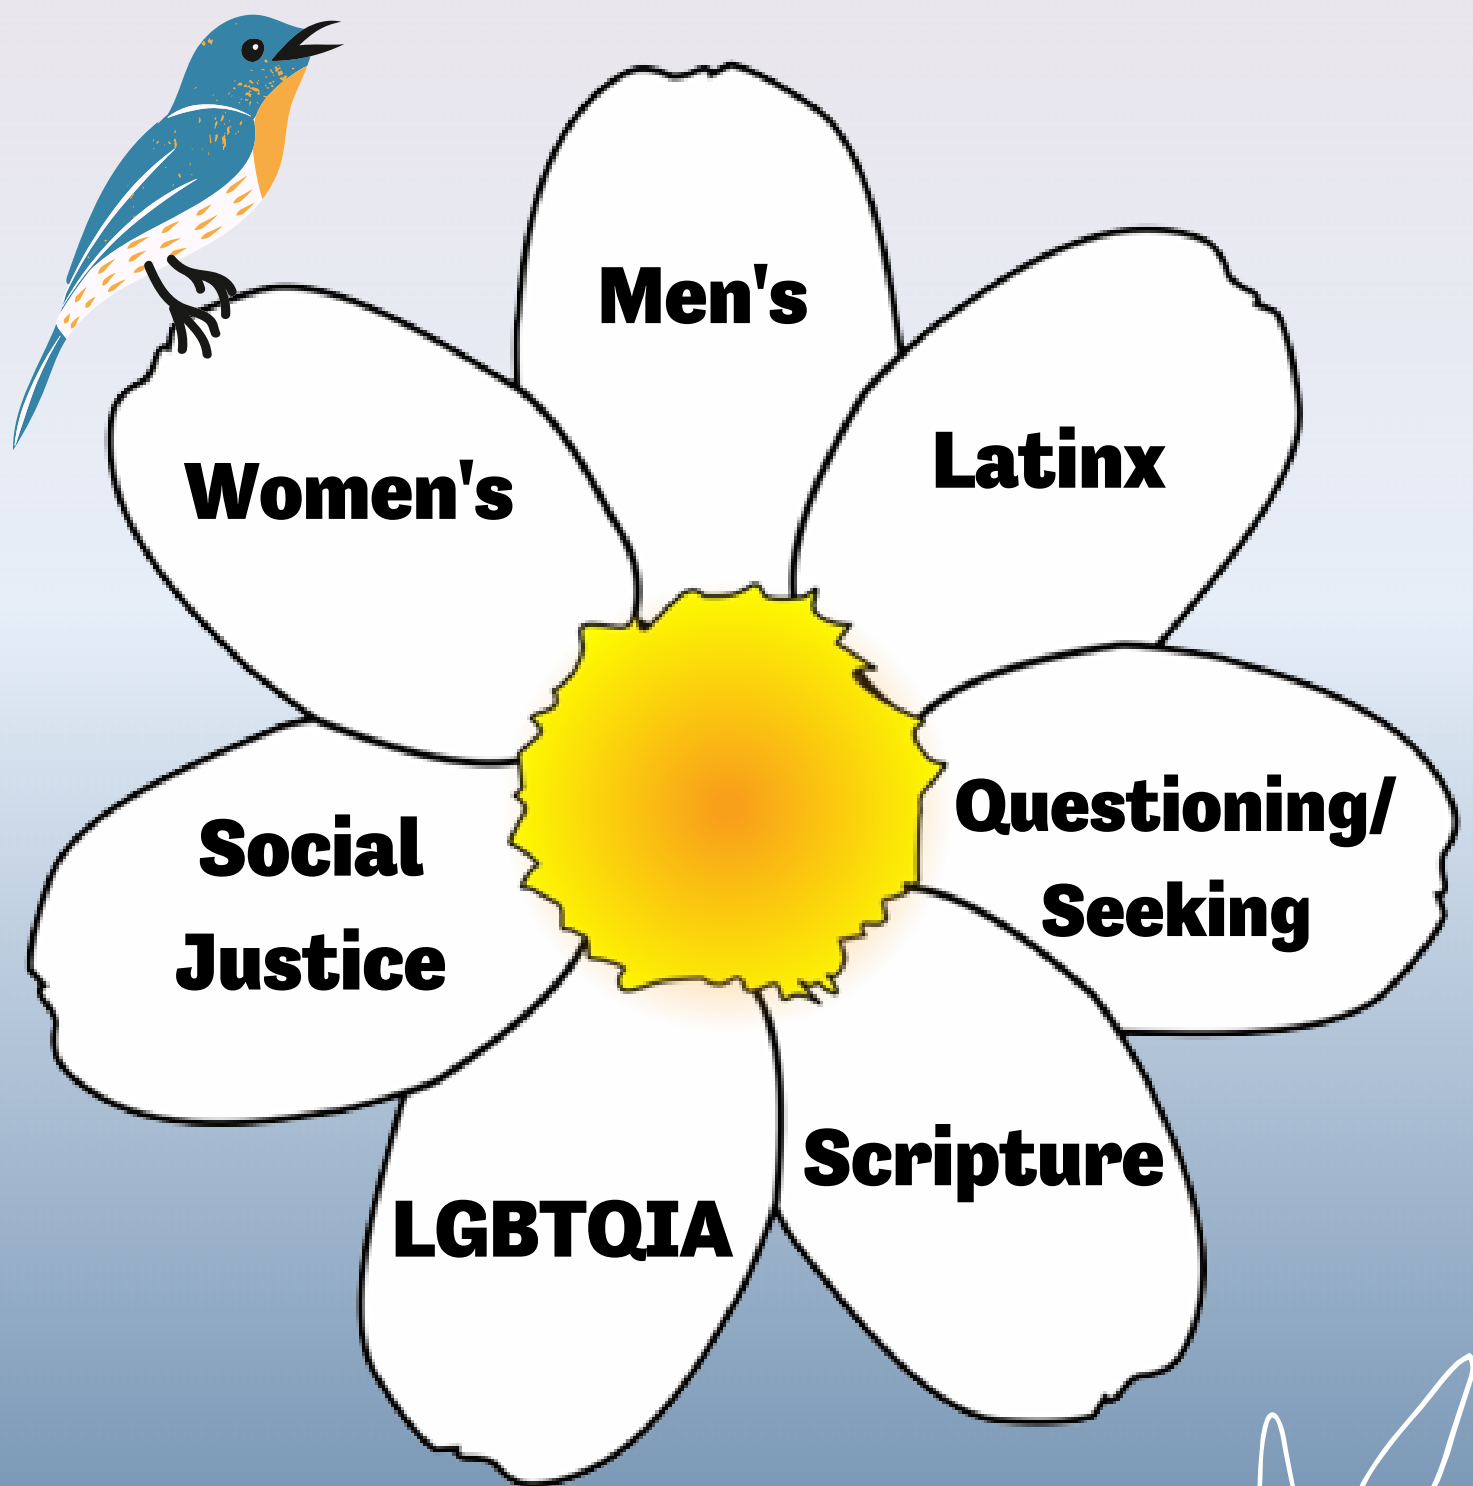 Men's
Latinx
Women's
Questioning/
Seeking
Social
Justice
Scripture
LGBTQIA